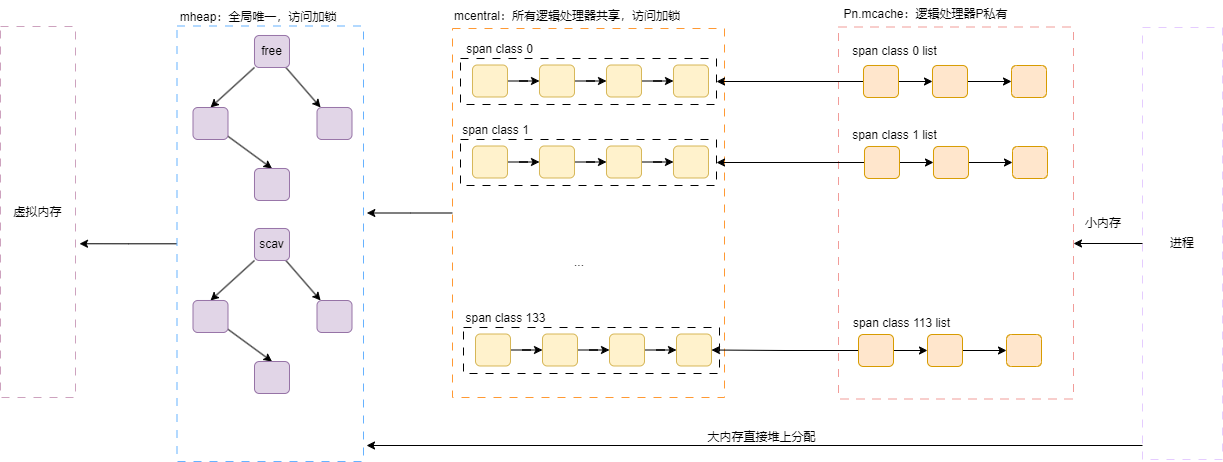 mheap：全局唯一，访问加锁
mcentral：所有逻辑处理器共享，访问加锁
Pn.mcache：逻辑处理器P私有
free
span class 0
span class 0 list
span class 1
span class 1 list
虚拟内存
scav
小内存
进程
...
span class 133
span class 113 list
大内存直接堆上分配